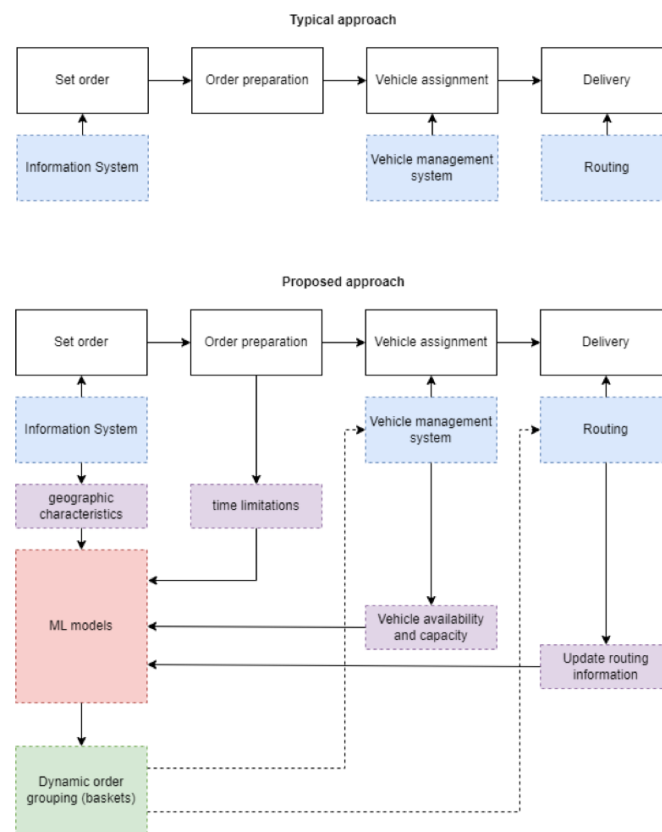 Typical approach
Set order
Order preparation
Vehicle assignment
Delivery
Information System
Vehicle management
system
Routing
Proposed approach
Set order
Order preparation
Vehicle assignment
Delivery
Information System
Vehicle management
system
Routing
geographic
characteristics
time limitations
ML models
Vehicle availability
and capacity
Update routing
information
Dynamic order
grouping (baskets)